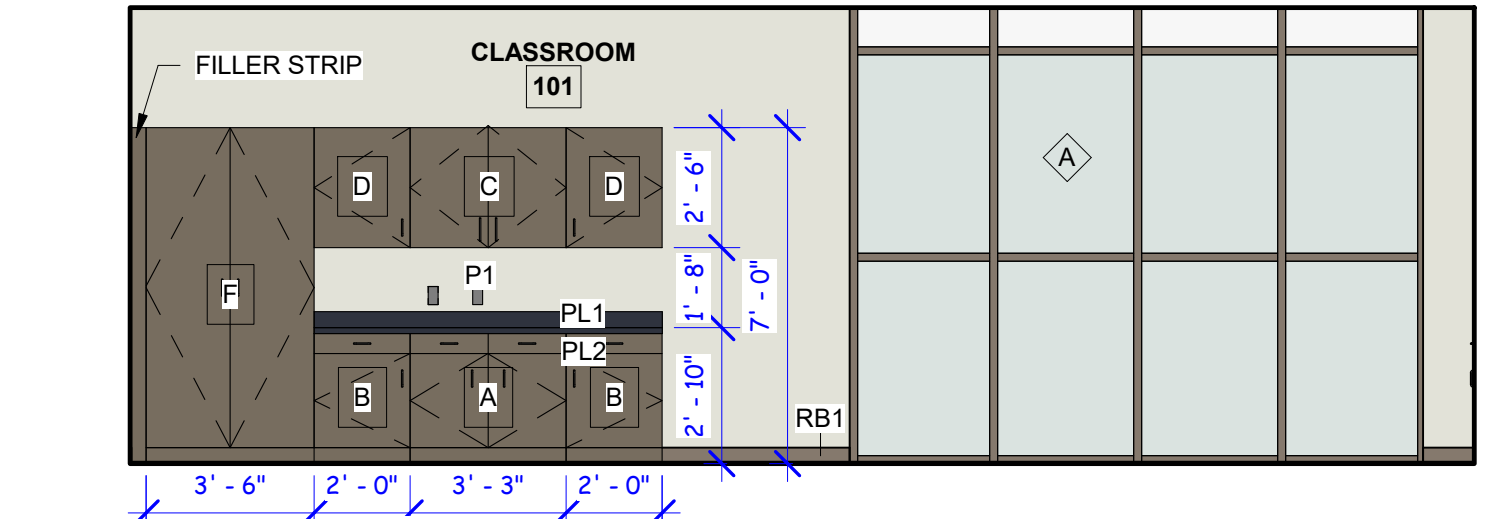 CLASSROOM
101
FILLER STRIP
A
D
C
D
2' - 6"
F
P1
1' - 8"
7' - 0"
PL1
PL2
B
A
B
2' - 10"
RB1
3' - 6"
2' - 0"
3' - 3"
2' - 0"